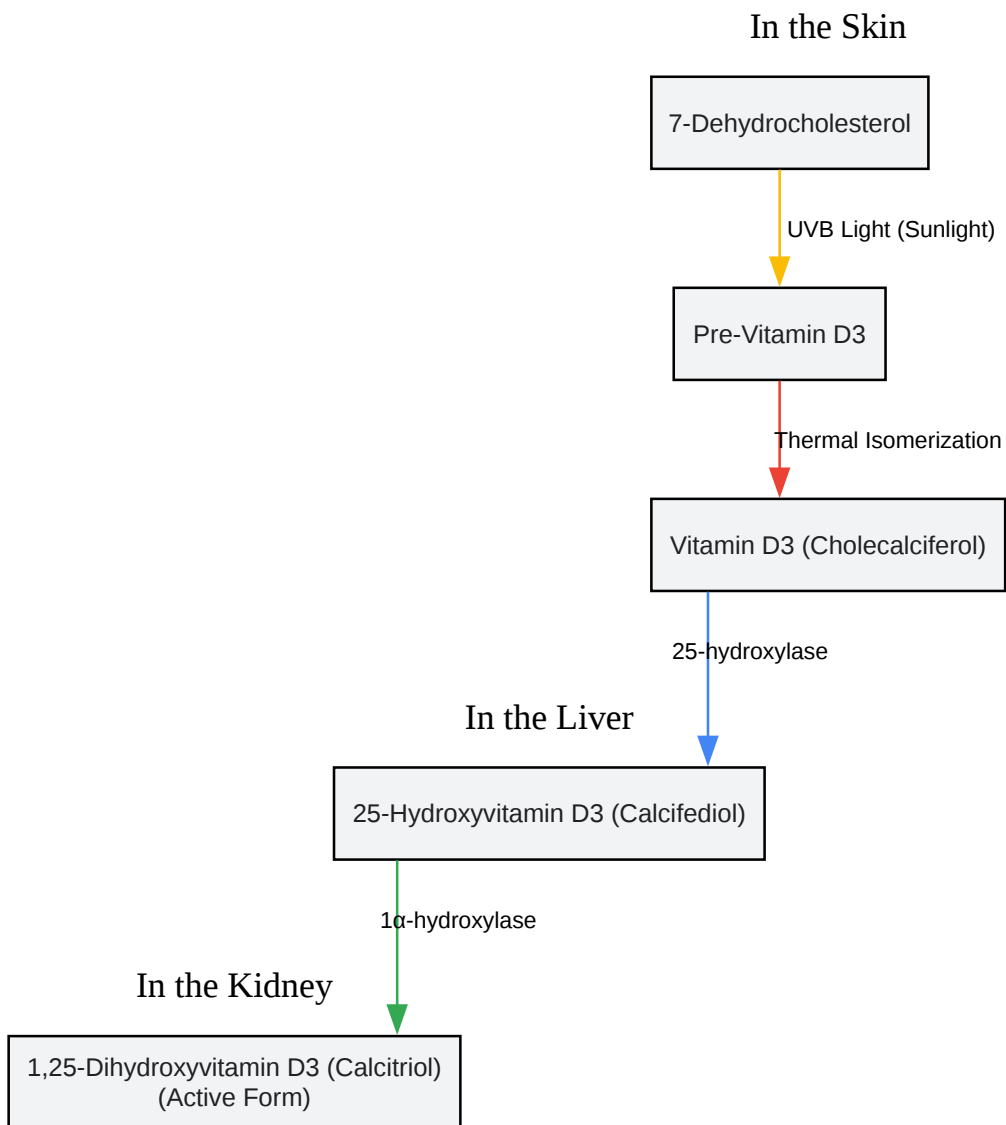 In the Skin
7-Dehydrocholesterol
UVB Light (Sunlight)
Pre-Vitamin D3
Thermal Isomerization
Vitamin D3 (Cholecalciferol)
25-hydroxylase
In the Liver
25-Hydroxyvitamin D3 (Calcifediol)
1α-hydroxylase
In the Kidney
1,25-Dihydroxyvitamin D3 (Calcitriol)
(Active Form)